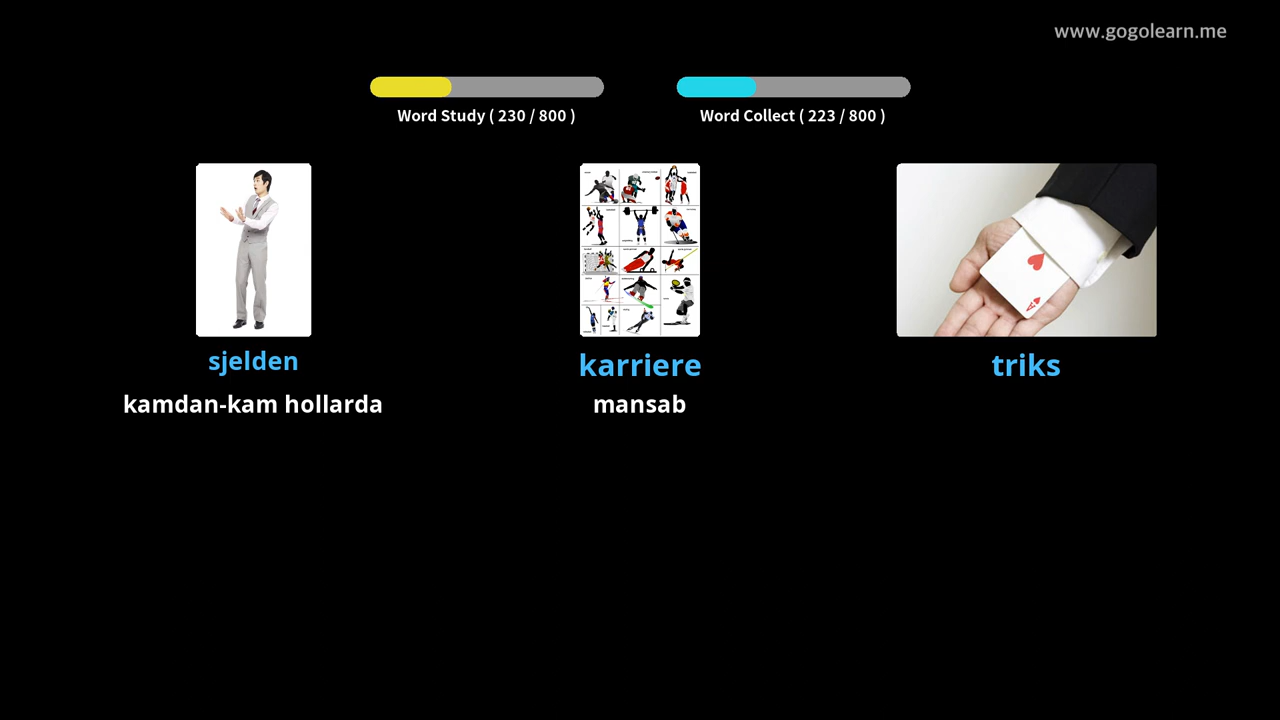 www.gogolearn.me
Word Study ( 230 / 800 )
Word Collect ( 223 / 800 )
sjelden
karriere
triks
kamdan-kam hollarda
mansab
A